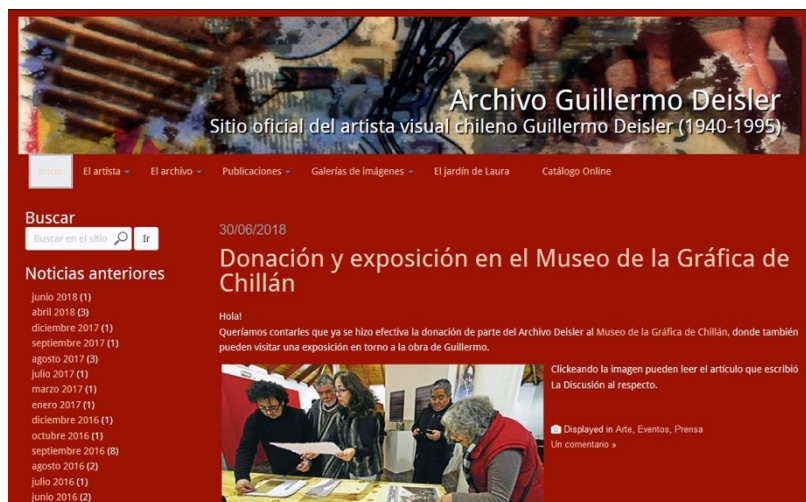 Archivo Guillermo Deisler
Sitio oficial del artista visual chileno Guillermo Deisler (1940-1995)
Inicio
El artista
El archivo
Publicaciones
Galerías de imágenes
El jardín de Laura
Catálogo Online
Buscar
Buscar en el sitio
Ir
Noticias anteriores
junio 2018 (1)
abril 2018 (3)
diciembre 2017 (1)
septiembre 2017 (1)
agosto 2017 (3)
julio 2017 (1)
marzo 2017 (1)
enero 2017 (1)
diciembre 2016 (1)
octubre 2016 (1)
septiembre 2016 (8)
agosto 2016 (2)
julio 2016 (1)
junio 2016 (2)
30/06/2018
Donación y exposición en el Museo de la Gráfica de
Chillán
Hola!
Queríamos contarles que ya se hizo efectiva la donación de parte del Archivo Deisler al Museo de la Gráfica de Chillán, donde también
pueden visitar una exposición en torno a la obra de Guillermo.
Clickeando la imagen pueden leer el artículo que escribió
La Discusión al respecto.
Displayed in Arte, Eventos, Prensa
Un comentario »